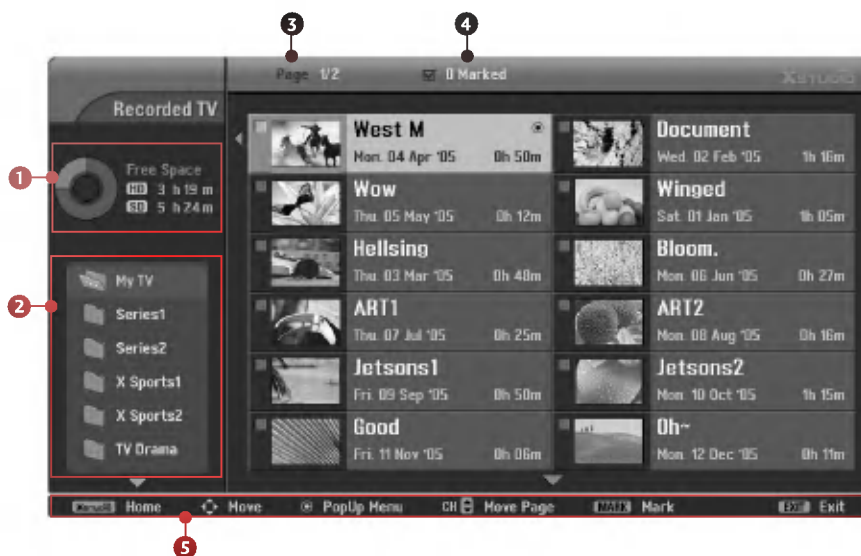 3
4
Page 1/2
0 Marked
XSTUDIO
Recorded TV
1
Free Space
HD 3 h 19 m
SD 5 h 24 m
2
My TV
Series1
Series2
X Sports1
X Sports2
TV Drama
West M
Mon. 04 Apr '05 0h 50m
Document
Wed. 02 Feb '05 1h 16m
Wow
Thu. 05 May '05 0h 12m
Winged
Sat. 01 Jan '05 1h 05m
Hellsing
Thu. 03 Mar '05 0h 48m
Bloom.
Mon. 06 Jun '05 0h 27m
ART1
Thu. 07 Jul '05 0h 25m
ART2
Mon. 08 Aug '05 0h 16m
Jetsons1
Fri. 09 Sep '05 0h 50m
Jetsons2
Mon. 10 Oct '05 1h 15m
Good
Fri. 11 Nov '05 0h 06m
Oh~
Mon. 12 Dec '05 0h 11m
Home Move PopUp Menu CH Move Page MARK Mark EXIT Exit
5